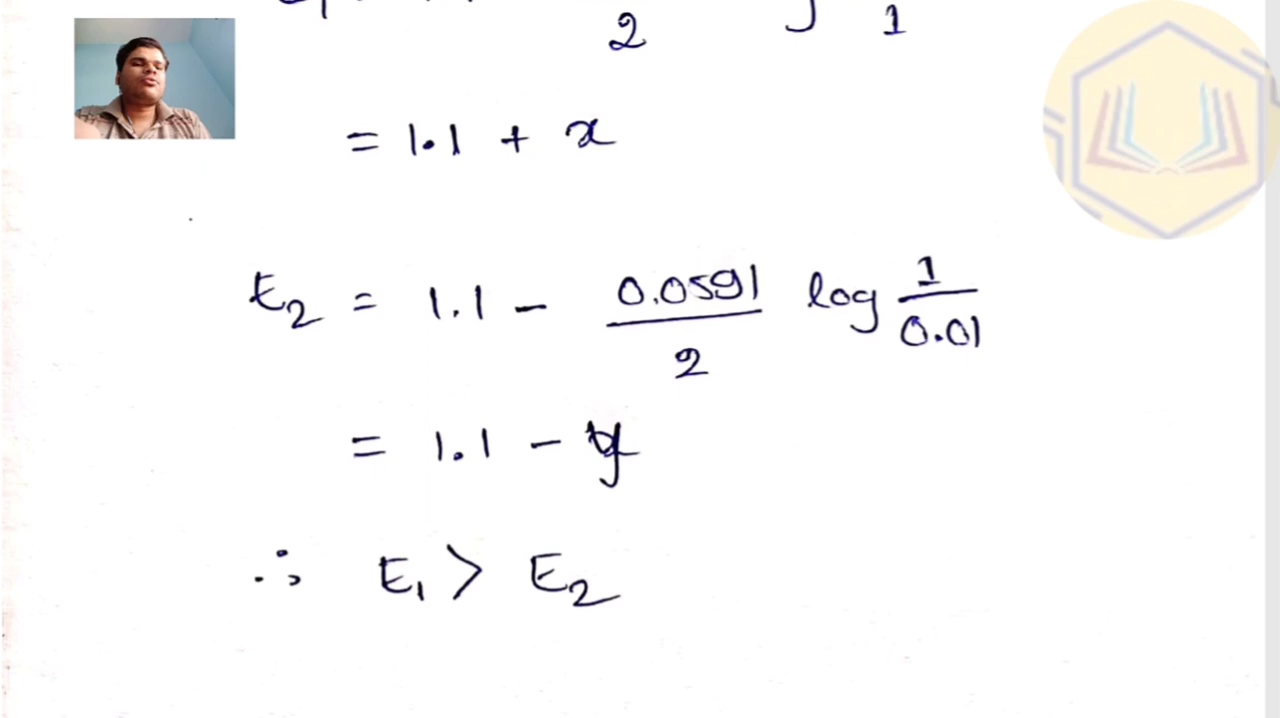 2 1
= 1.1 + x
E2 = 1.1 - 0.0591/2 log 1/0.01
= 1.1 - y
∴ E1 > E2